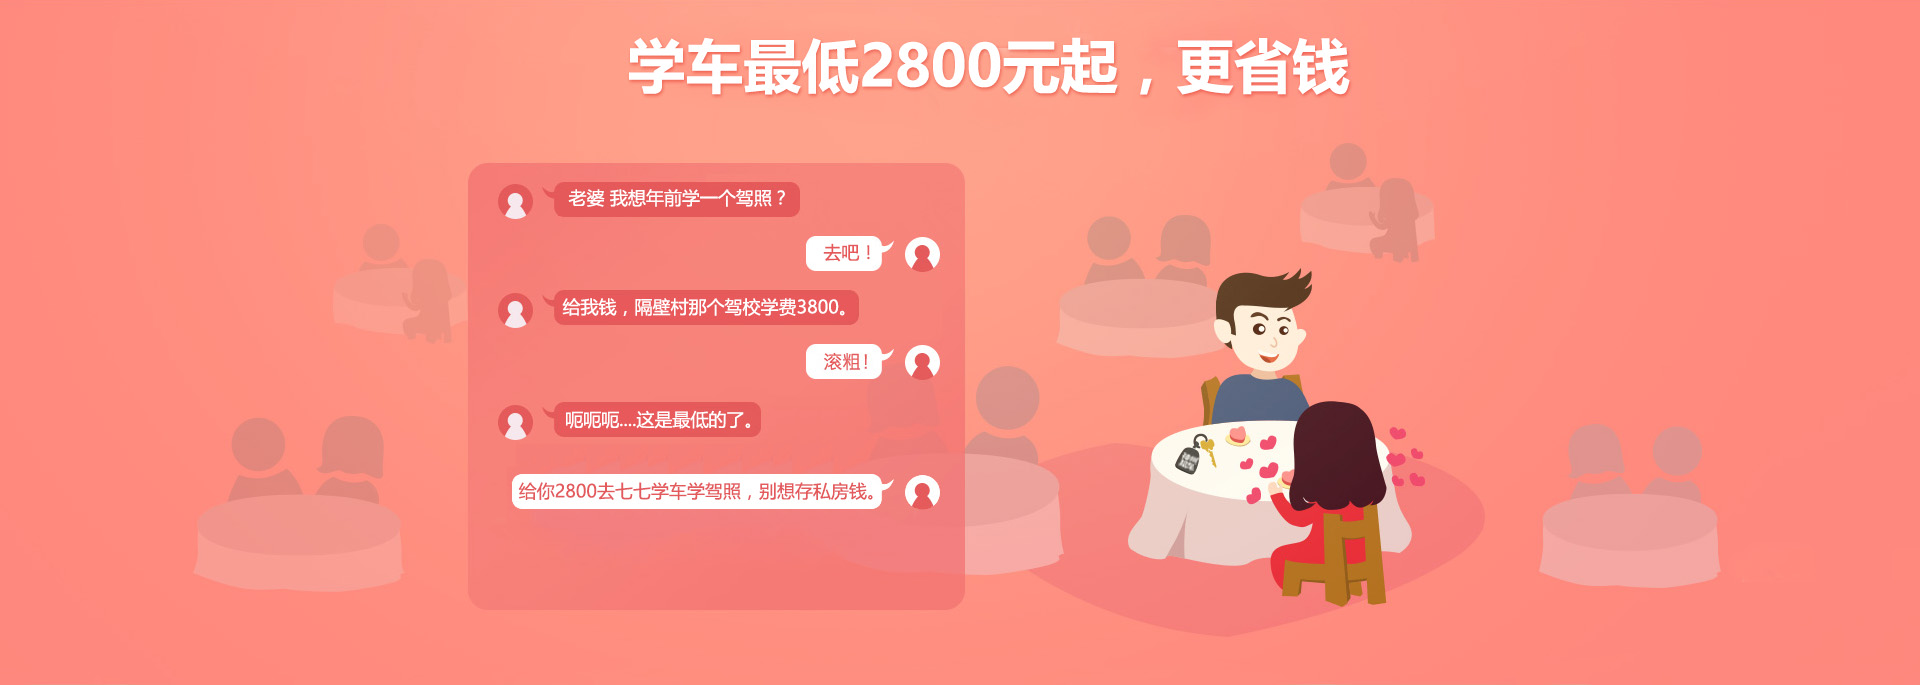 学车最低2800元起，更省钱
老婆 我想年前学一个驾照？
去吧！
给我钱，隔壁村那个驾校学费3800。
滚粗！
呃呃呃....这是最低的了。
给你2800去七七学车学驾照，别想存私房钱。